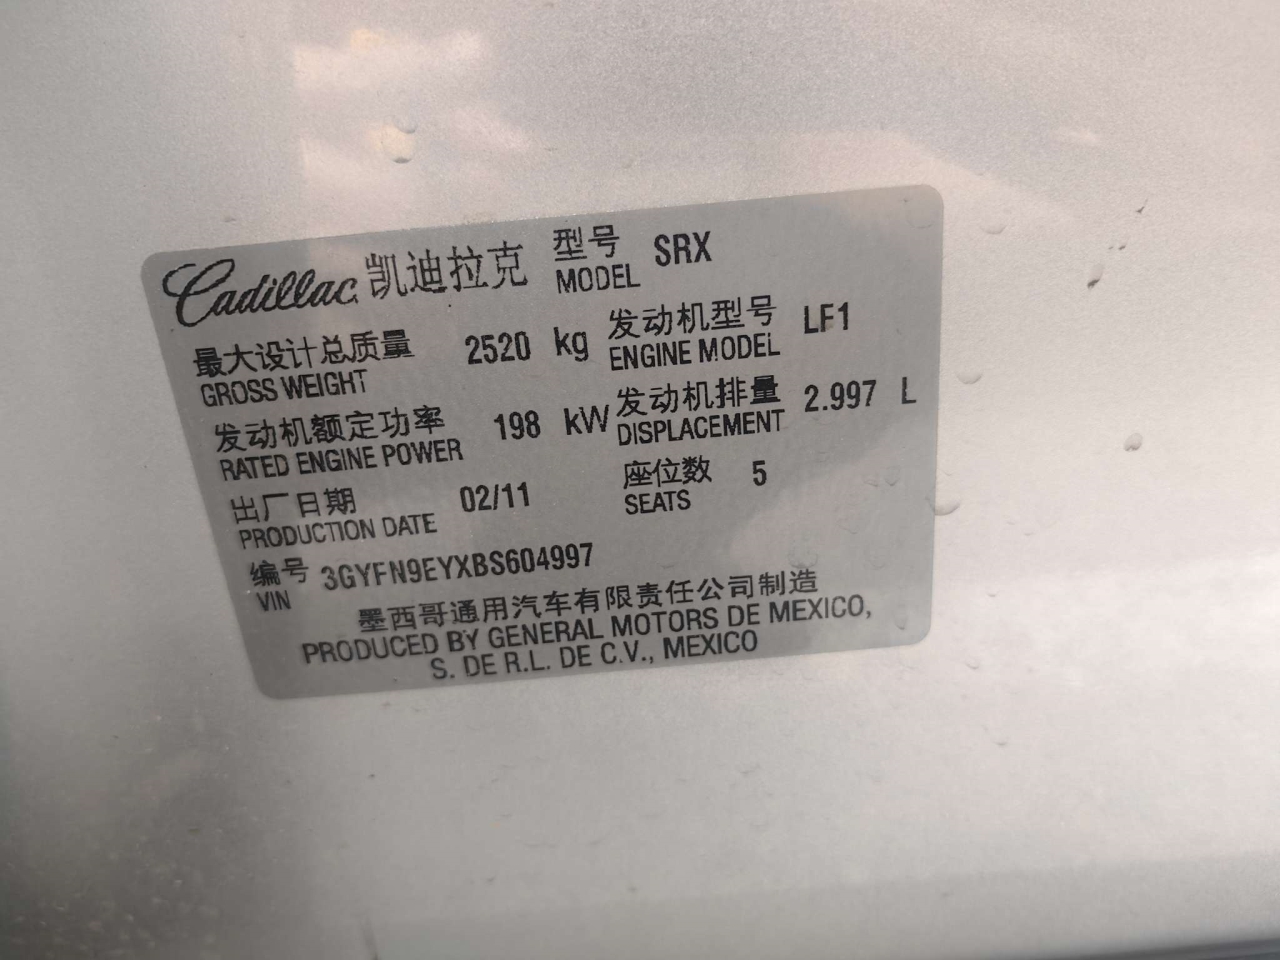 Cadillac 凯迪拉克 型号 MODEL SRX
最大设计总质量 GROSS WEIGHT 2520 kg 发动机型号 ENGINE MODEL LF1
发动机额定功率 RATED ENGINE POWER 198 kW 发动机排量 DISPLACEMENT 2.997 L
出厂日期 PRODUCTION DATE 02/11 座位数 SEATS 5
编号 VIN 3GYFN9EYXBS604997
墨西哥通用汽车有限责任公司制造
PRODUCED BY GENERAL MOTORS DE MEXICO,
S. DE R.L. DE C.V., MEXICO